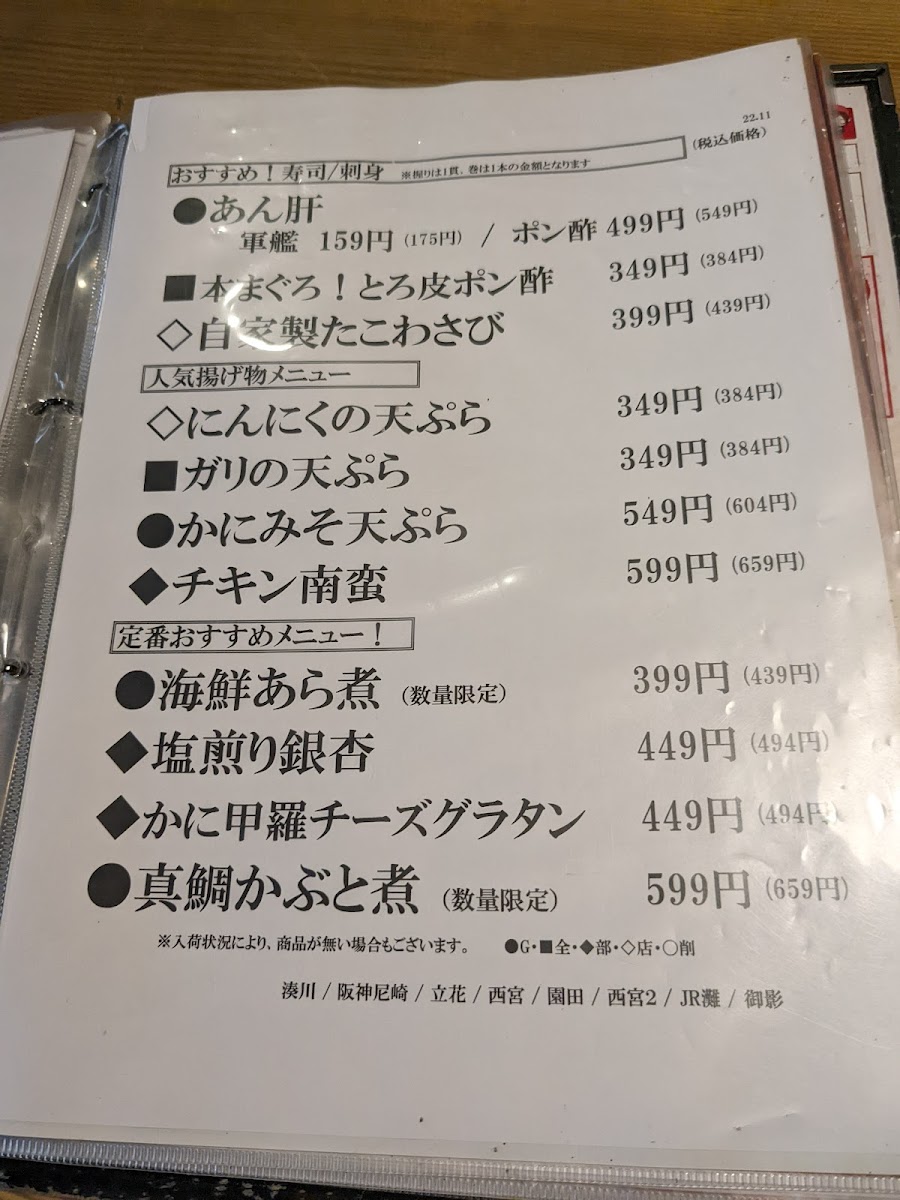 22.11
(税込価格)
おすすめ！寿司/刺身 ※握りは1貫、巻は1本の金額となります
●あん肝
軍艦 159円(175円) / ポン酢 499円(549円)
■本まぐろ！とろ皮ポン酢 349円(384円)
◇自家製たこわさび 399円(439円)
人気揚げ物メニュー
◇にんにくの天ぷら 349円(384円)
■ガリの天ぷら 349円(384円)
●かにみそ天ぷら 549円(604円)
◆チキン南蛮 599円(659円)
定番おすすめメニュー！
●海鮮あら煮 (数量限定) 399円(439円)
◆塩煎り銀杏 449円(494円)
◆かに甲羅チーズグラタン 449円(494円)
●真鯛かぶと煮 (数量限定) 599円(659円)
※入荷状況により、商品が無い場合もございます。 ●G・■全・◆部・◇店・○削
湊川 / 阪神尼崎 / 立花 / 西宮 / 園田 / 西宮2 / JR灘 / 御影